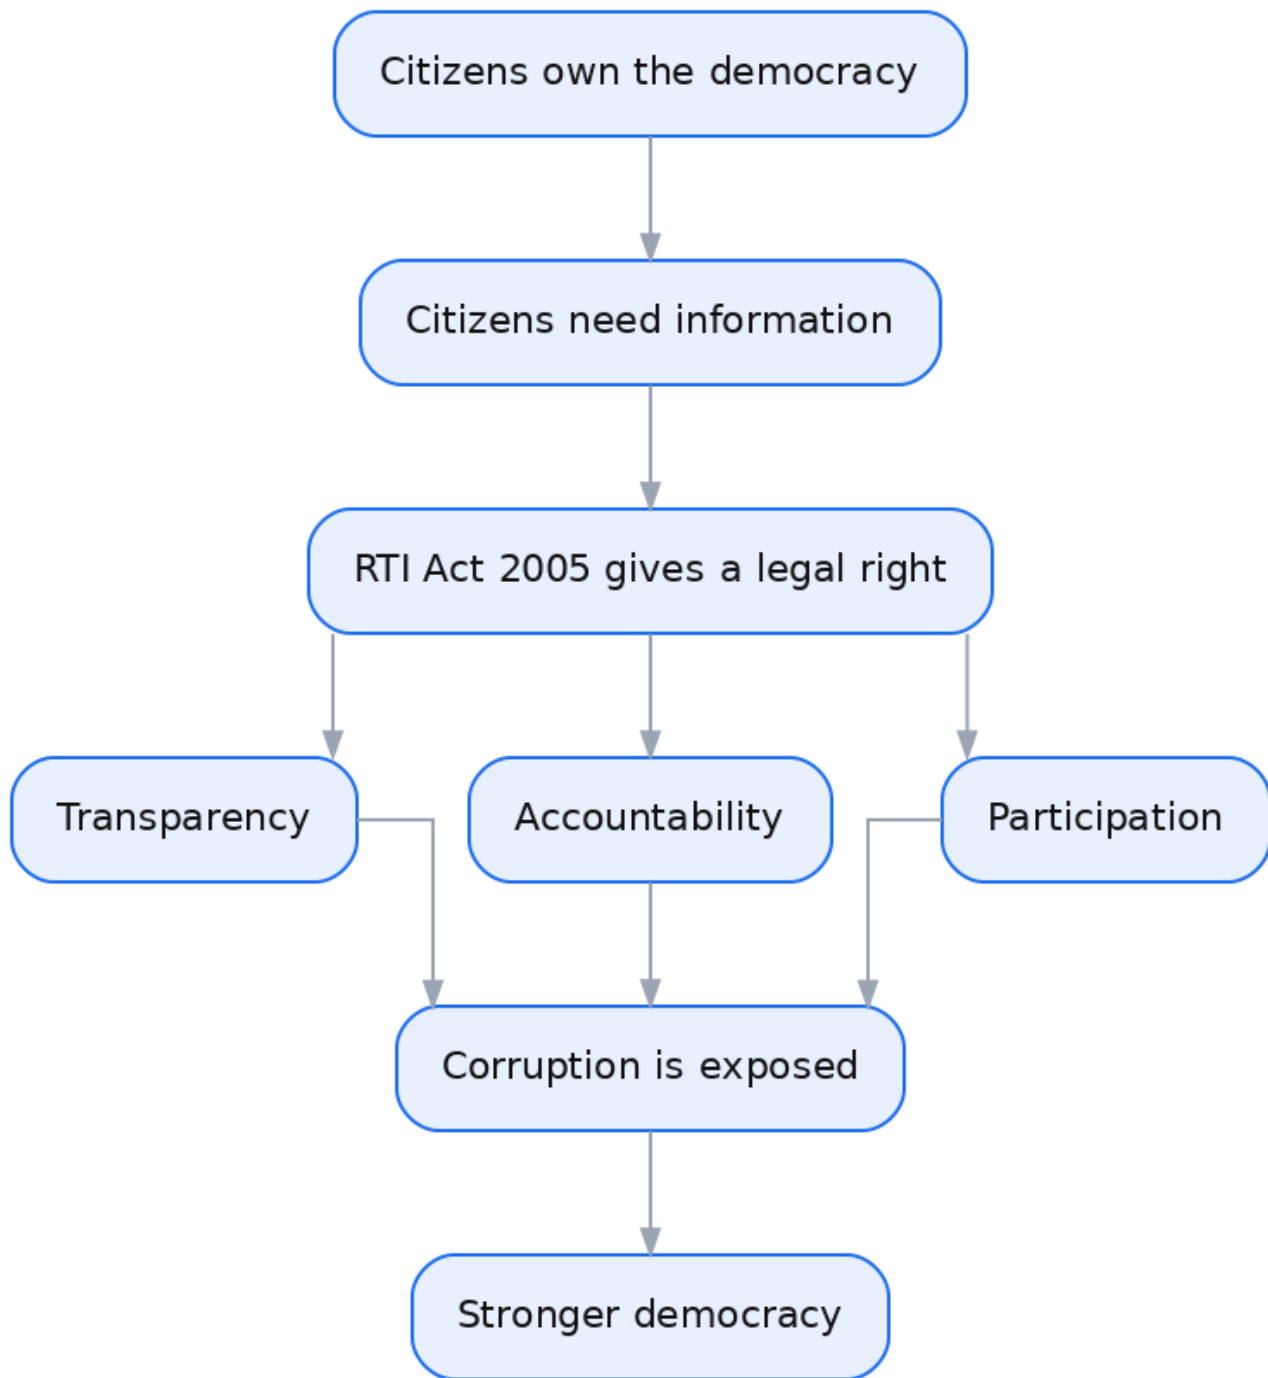 Citizens own the democracy
Citizens need information
RTI Act 2005 gives a legal right
Transparency
Accountability
Participation
Corruption is exposed
Stronger democracy